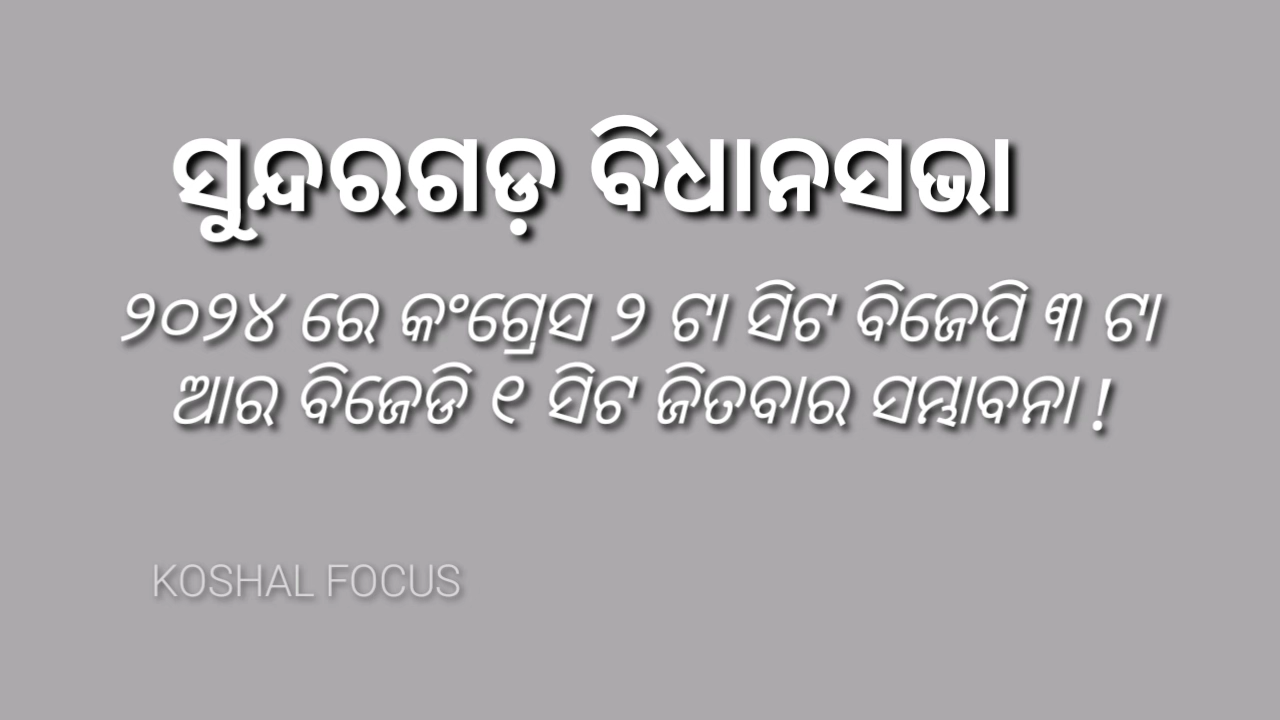 ସୁନ୍ଦରଗଡ଼ ବିଧାନସଭା
୨୦୨୪ ରେ କଂଗ୍ରେସ ୨ ଟା ସିଟ ବିଜେପି ୩ ଟା
ଆର ବିଜେଡି ୧ ସିଟ ଜିତବାର ସମ୍ଭାବନା !
KOSHAL FOCUS